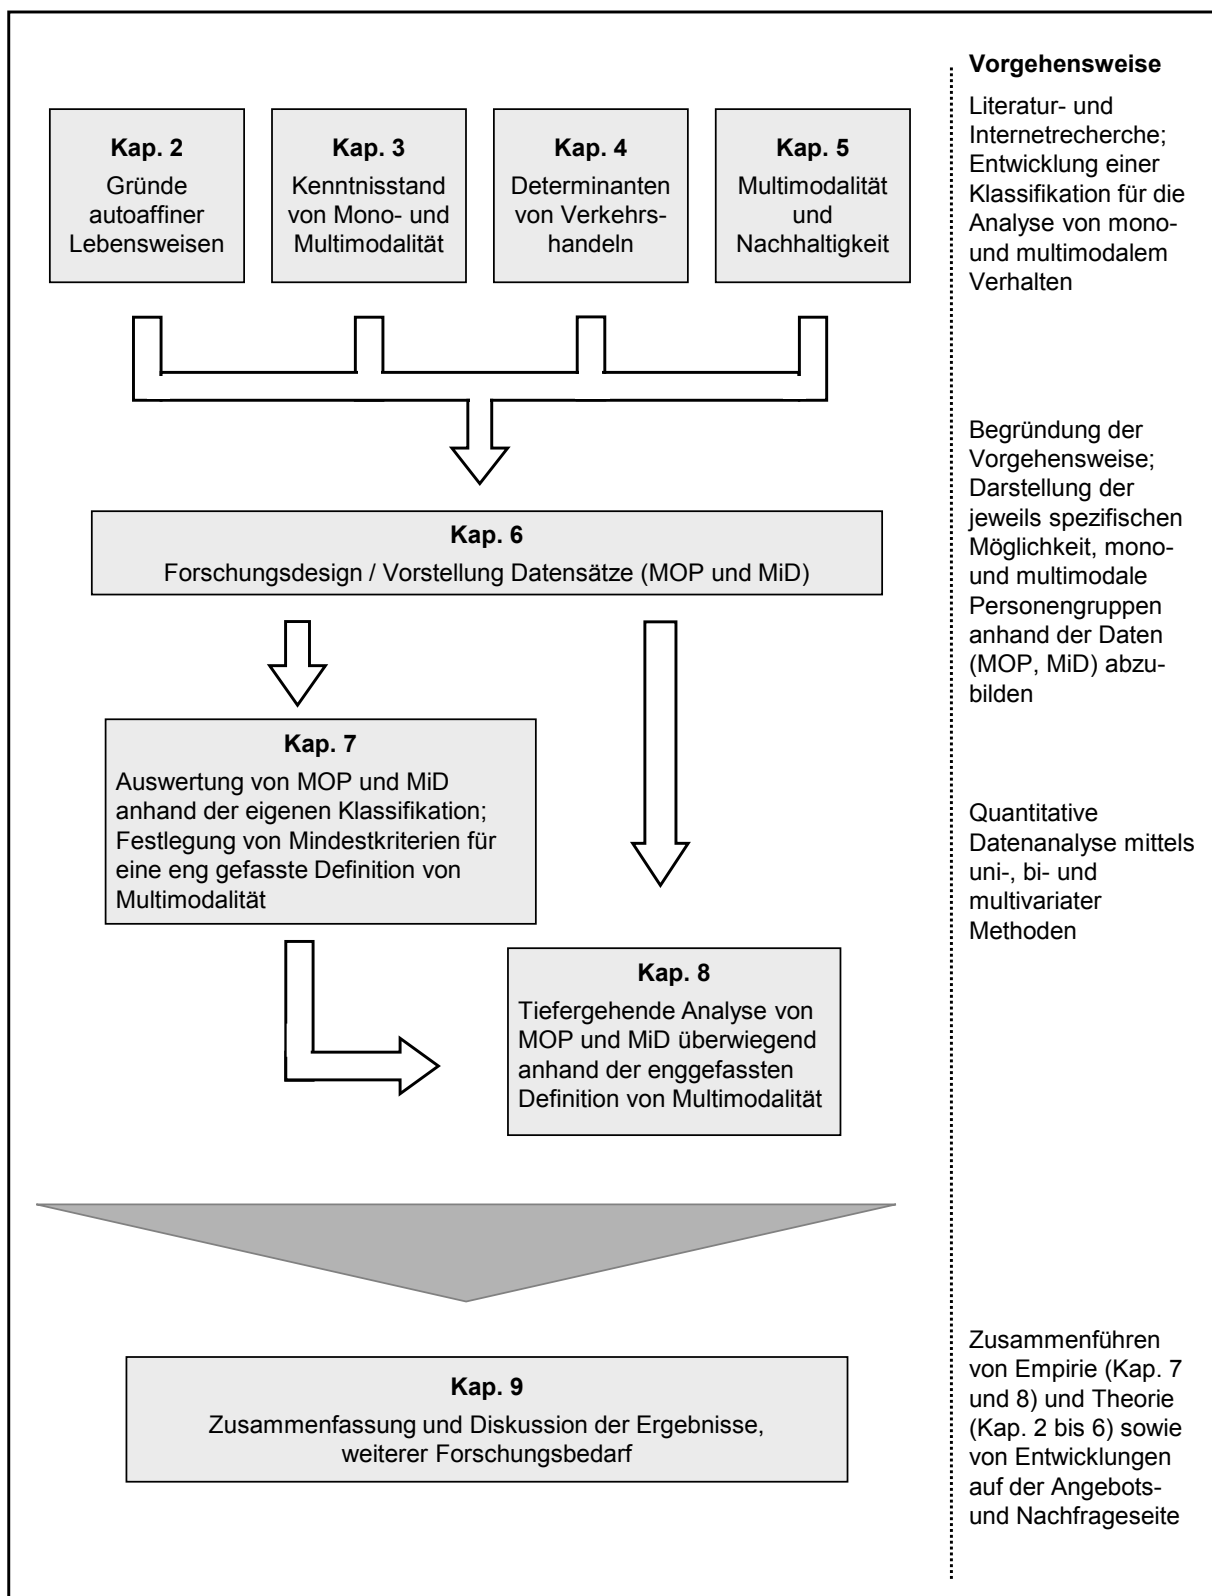 Kap. 2
Gründe
autoaffiner
Lebensweisen
Kap. 3
Kenntnisstand
von Mono- und
Multimodalität
Kap. 4
Determinanten
von Verkehrs-
handeln
Kap. 5
Multimodalität
und
Nachhaltigkeit
Vorgehensweise
Literatur- und
Internetrecherche;
Entwicklung einer
Klassifikation für die
Analyse von mono-
und multimodalem
Verhalten
Kap. 6
Forschungsdesign / Vorstellung Datensätze (MOP und MiD)
Begründung der
Vorgehensweise;
Darstellung der
jeweils spezifischen
Möglichkeit, mono-
und multimodale
Personengruppen
anhand der Daten
(MOP, MiD) abzu-
bilden
Kap. 7
Auswertung von MOP und MiD
anhand der eigenen Klassifikation;
Festlegung von Mindestkriterien für
eine eng gefasste Definition von
Multimodalität
Kap. 8
Tiefergehende Analyse von
MOP und MiD überwiegend
anhand der enggefassten
Definition von Multimodalität
Quantitative
Datenanalyse mittels
uni-, bi- und
multivariater
Methoden
Kap. 9
Zusammenfassung und Diskussion der Ergebnisse,
weiterer Forschungsbedarf
Zusammenführen
von Empirie (Kap. 7
und 8) und Theorie
(Kap. 2 bis 6) sowie
von Entwicklungen
auf der Angebots-
und Nachfrageseite